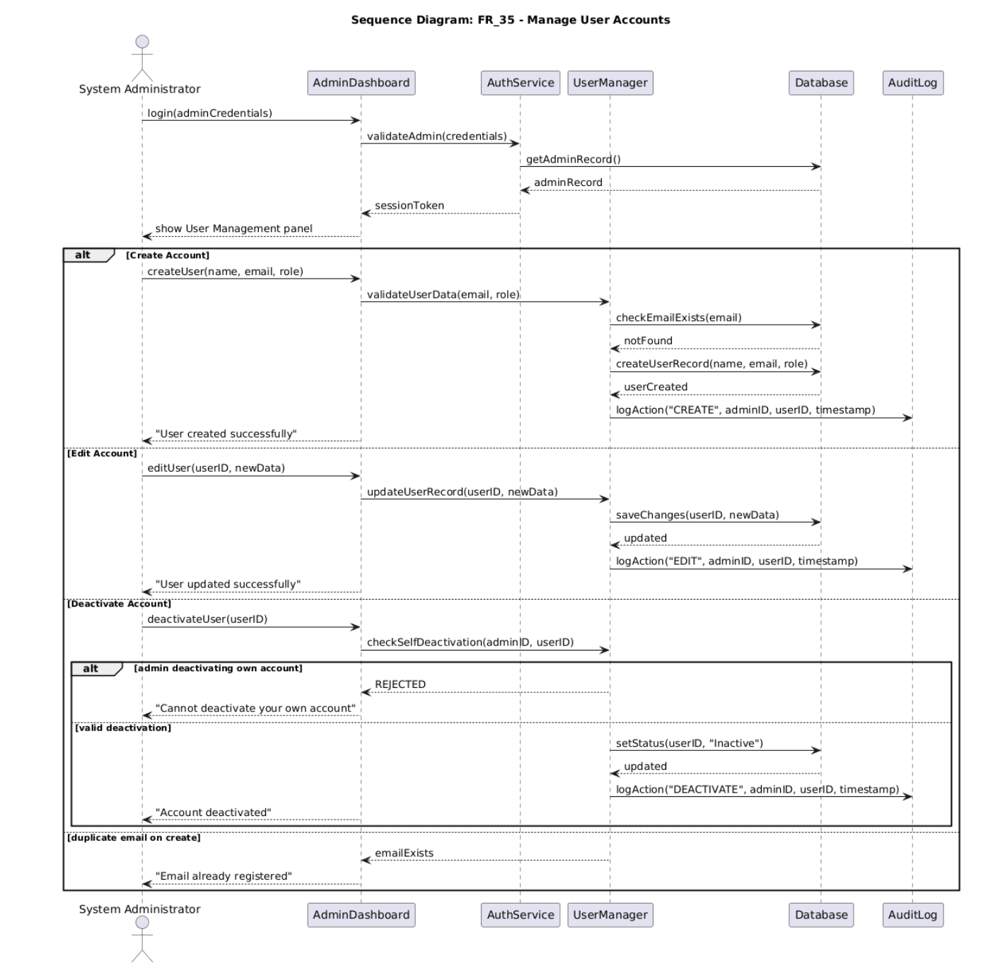 Sequence Diagram: FR_35 - Manage User Accounts
System Administrator
AdminDashboard
AuthService
UserManager
Database
AuditLog
login(adminCredentials)
validateAdmin(credentials)
getAdminRecord()
adminRecord
sessionToken
show User Management panel
alt
[Create Account]
createUser(name, email, role)
validateUserData(email, role)
checkEmailExists(email)
notFound
createUserRecord(name, email, role)
userCreated
logAction("CREATE", adminID, userID, timestamp)
"User created successfully"
[Edit Account]
editUser(userID, newData)
updateUserRecord(userID, newData)
saveChanges(userID, newData)
updated
logAction("EDIT", adminID, userID, timestamp)
"User updated successfully"
[Deactivate Account]
deactivateUser(userID)
checkSelfDeactivation(adminID, userID)
alt
[admin deactivating own account]
REJECTED
"Cannot deactivate your own account"
[valid deactivation]
setStatus(userID, "Inactive")
updated
logAction("DEACTIVATE", adminID, userID, timestamp)
"Account deactivated"
[duplicate email on create]
emailExists
"Email already registered"
System Administrator
AdminDashboard
AuthService
UserManager
Database
AuditLog